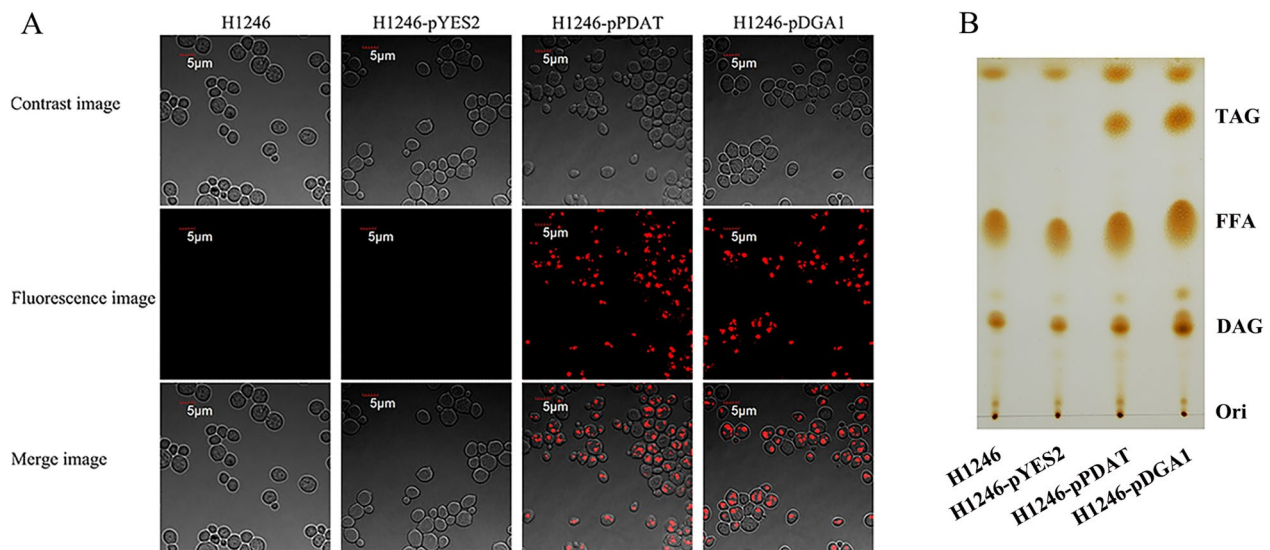 A
H1246
H1246-pYES2
H1246-pPDAT
H1246-pDGA1
Contrast image
5μm
5μm
5μm
5μm
Fluorescence image
5μm
5μm
5μm
5μm
Merge image
5μm
5μm
5μm
5μm
B
TAG
FFA
DAG
Ori
H1246
H1246-pYES2
H1246-pPDAT
H1246-pDGA1